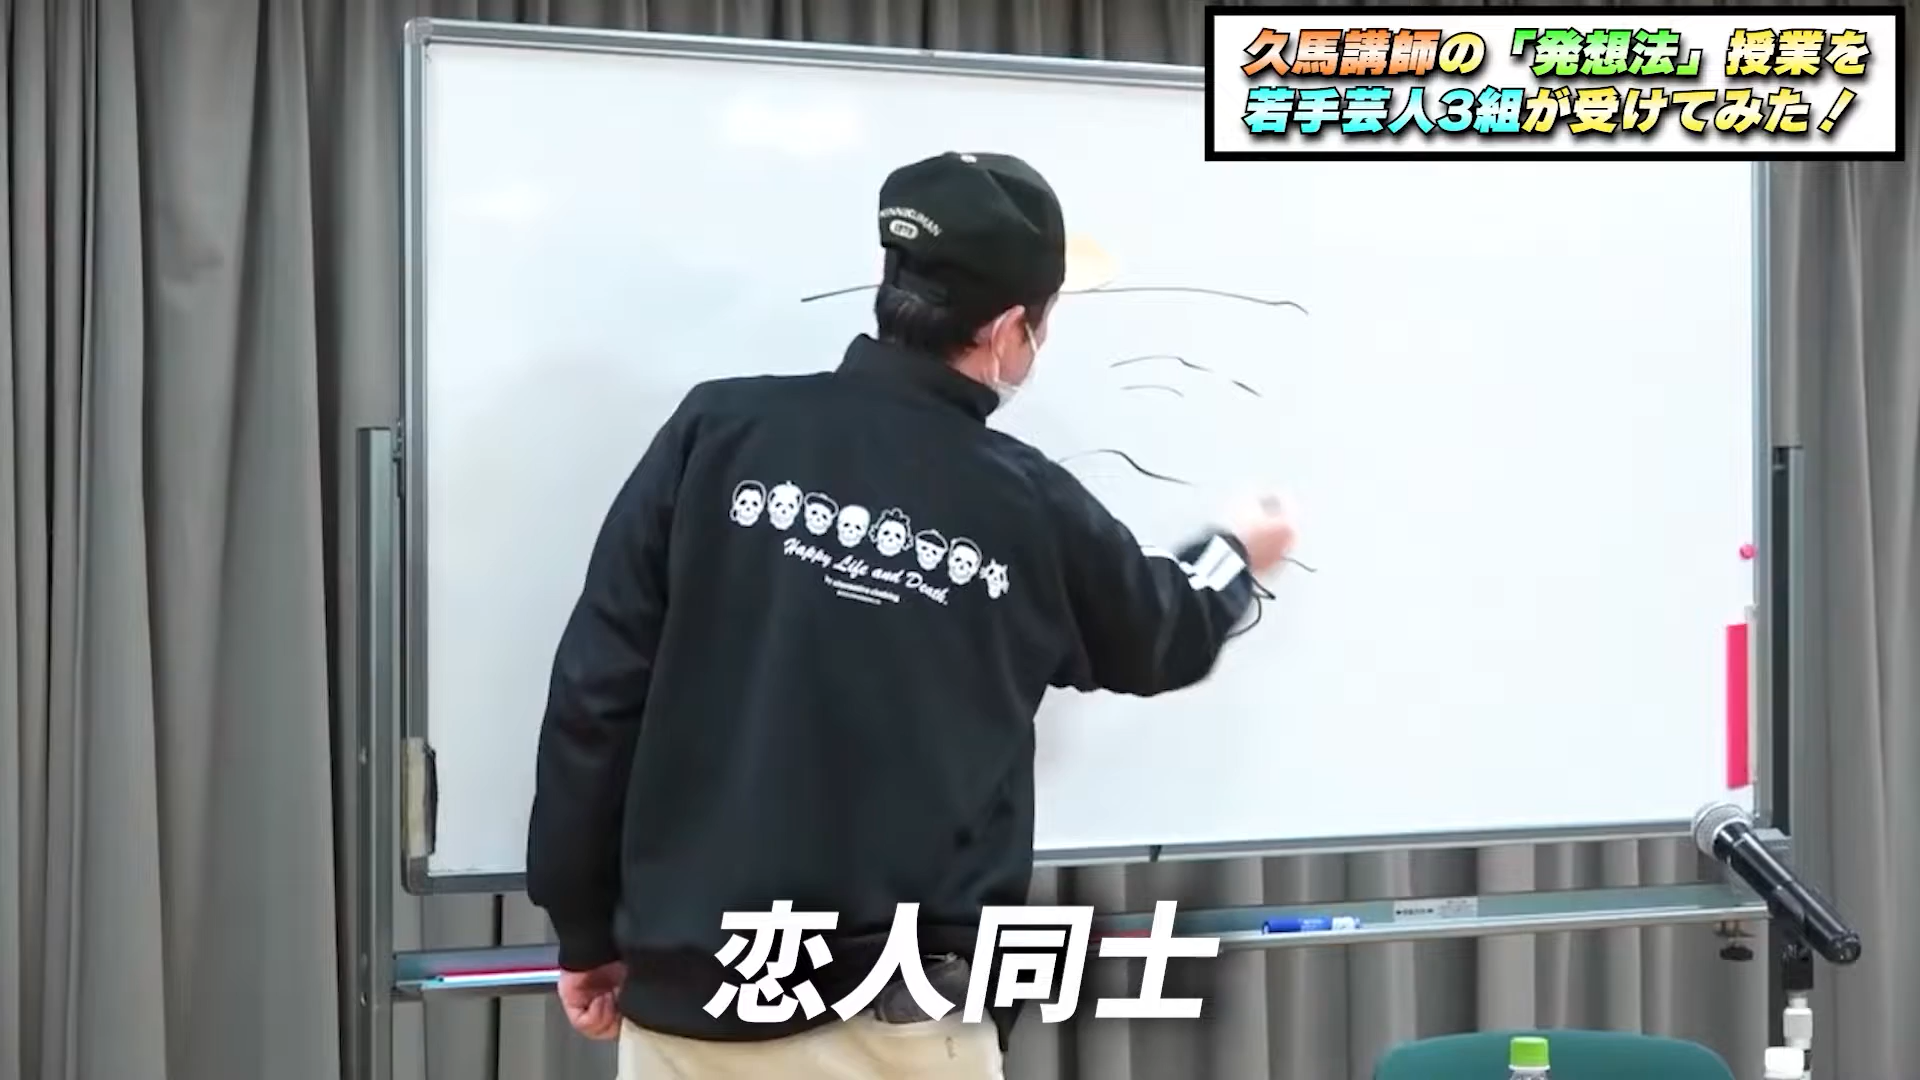 久馬講師の「発想法」授業を
若手芸人3組が受けてみた！
KINNIKUMAN
Happy Life and Death.
恋人同士